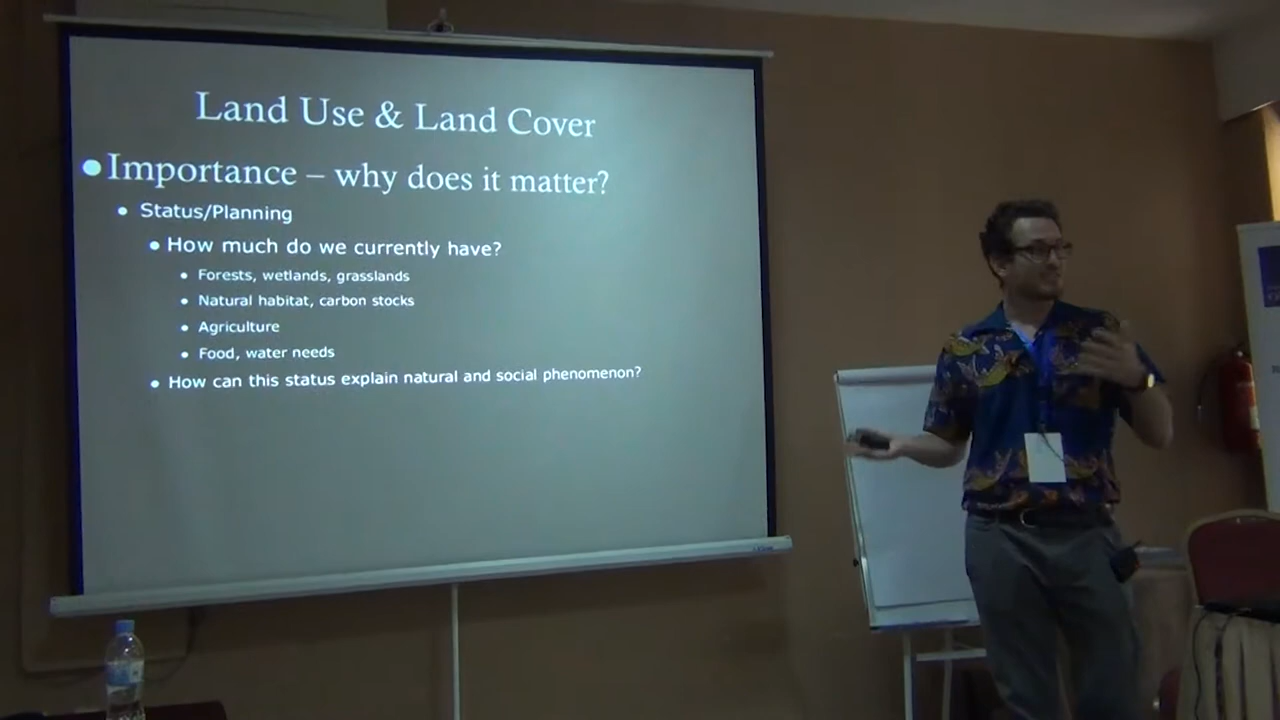 Land Use & Land Cover
Importance – why does it matter?
Status/Planning
How much do we currently have?
Forests, wetlands, grasslands
Natural habitat, carbon stocks
Agriculture
Food, water needs
How can this status explain natural and social phenomenon?